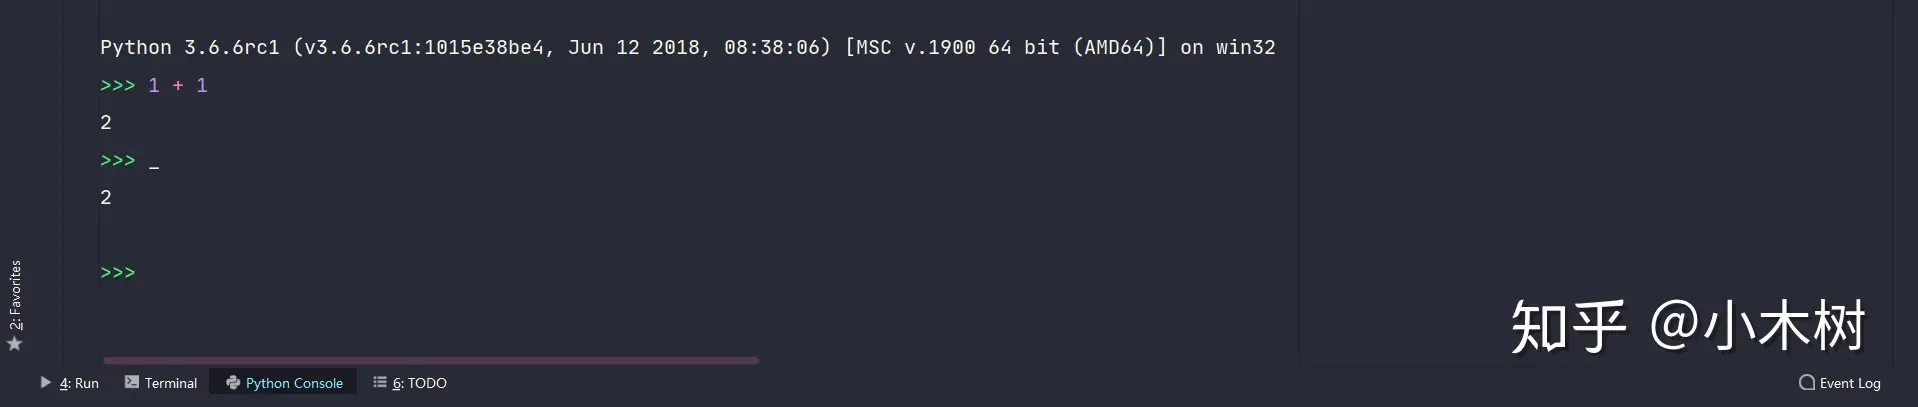 Python 3.6.6rc1 (v3.6.6rc1:1015e38be4, Jun 12 2018, 08:38:06) [MSC v.1900 64 bit (AMD64)] on win32
>>> 1 + 1
2
>>> _
2
>>>
2: Favorites
知乎 @小木树
4: Run Terminal Python Console 6: TODO Event Log